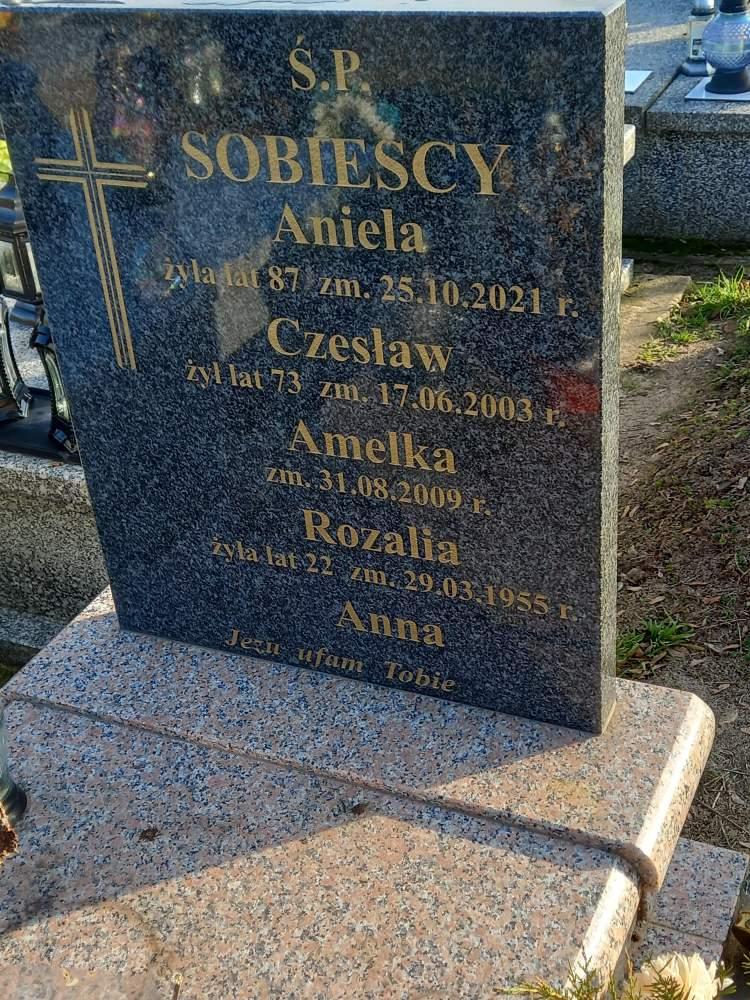 Ś.P.
SOBIESCY
Aniela
żyła lat 87 zm. 25.10.2021 r.
Czesław
żył lat 73 zm. 17.06.2003 r.
Amelka
zm. 31.08.2009 r.
Rozalia
żyła lat 22 zm. 29.03.1955 r.
Anna
Jezu ufam Tobie